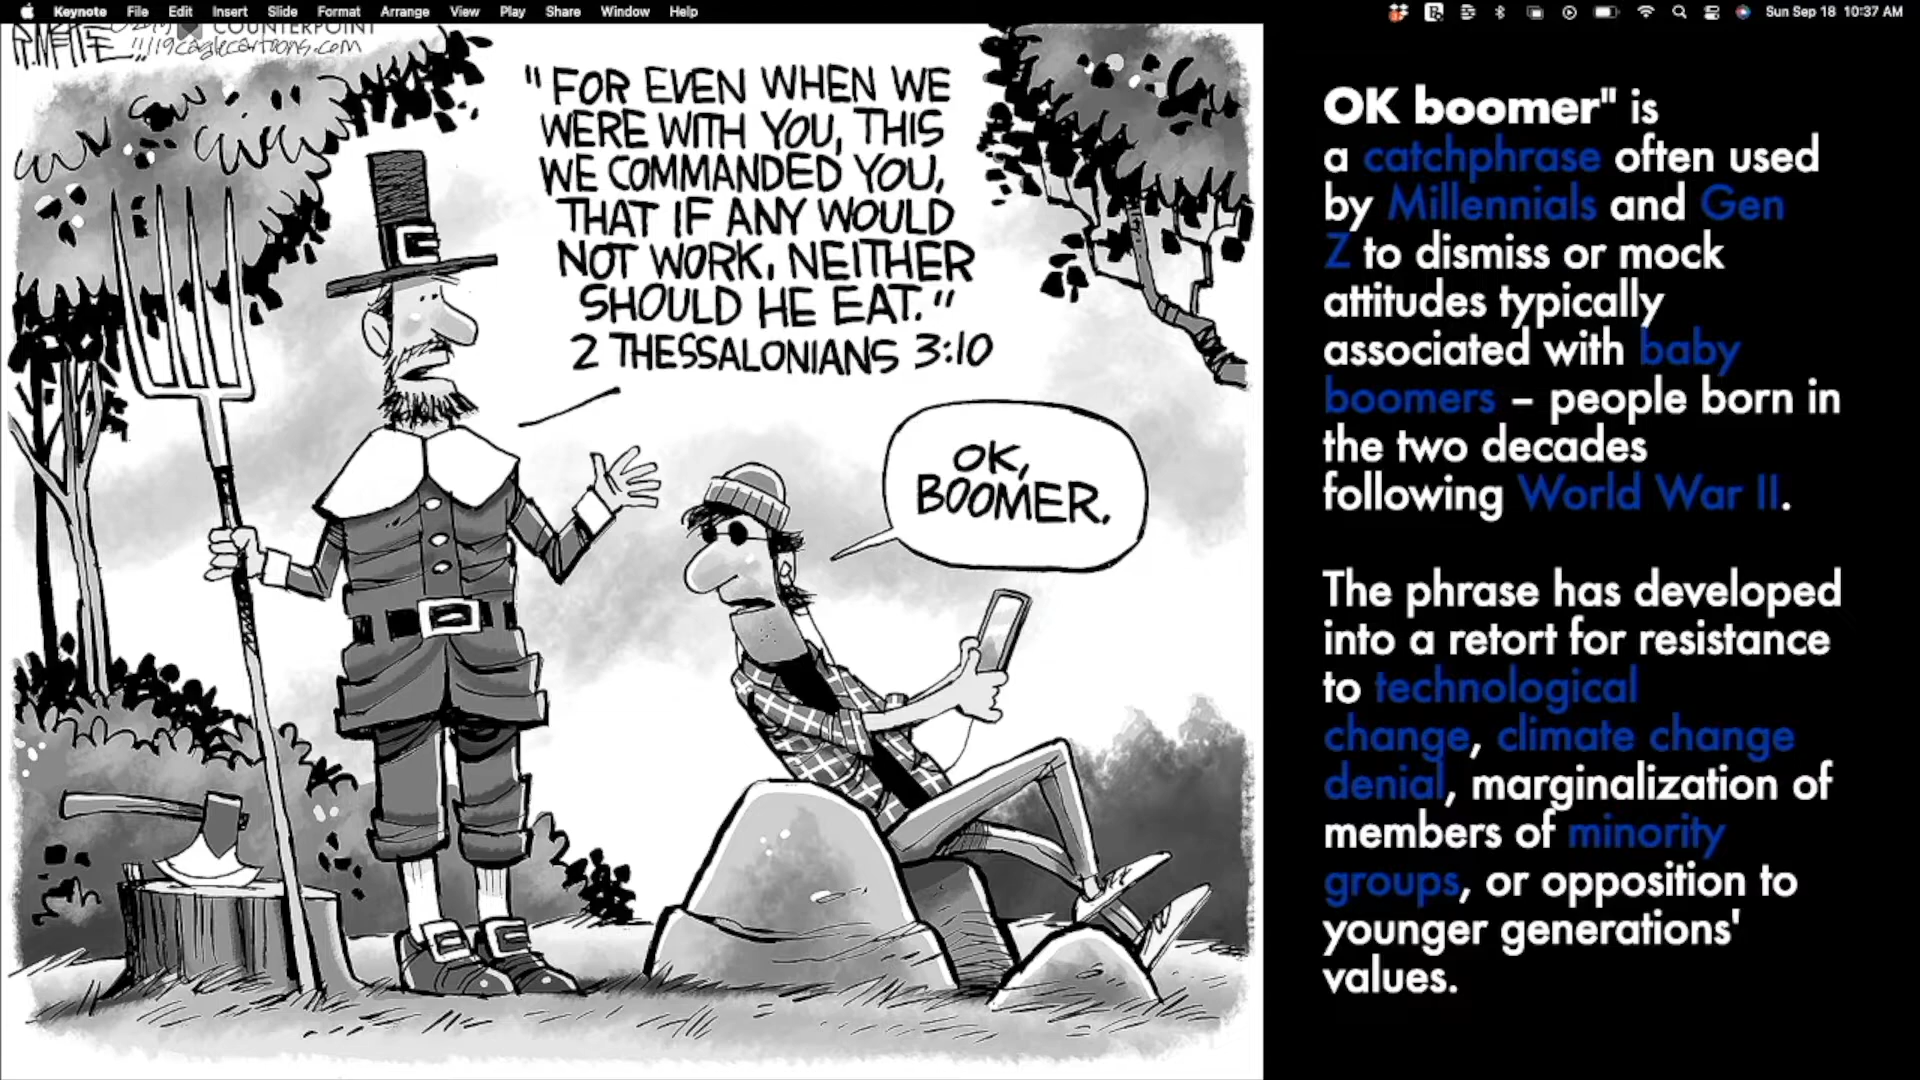 Keynote File Edit Insert Slide Format Arrange View Play Share Window Help Sun Sep 18 10:37 AM
COUNTERPOINT
11/19 caglecartoons.com
"FOR EVEN WHEN WE
WERE WITH YOU, THIS
WE COMMANDED YOU,
THAT IF ANY WOULD
NOT WORK, NEITHER
SHOULD HE EAT."
2 THESSALONIANS 3:10
OK,
BOOMER.
OK boomer" is
a catchphrase often used
by Millennials and Gen
Z to dismiss or mock
attitudes typically
associated with baby
boomers – people born in
the two decades
following World War II.
The phrase has developed
into a retort for resistance
to technological
change, climate change
denial, marginalization of
members of minority
groups, or opposition to
younger generations'
values.